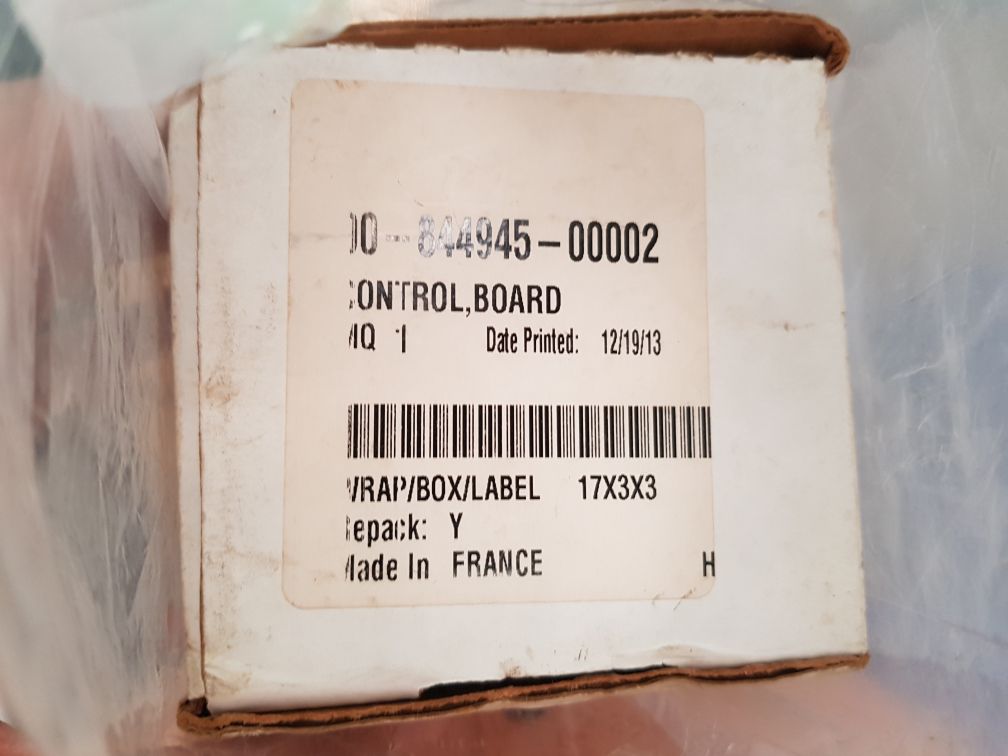 00-844945-00002
CONTROL,BOARD
MQ 1 Date Printed: 12/19/13
WRAP/BOX/LABEL 17X3X3
Repack: Y
Made In FRANCE H